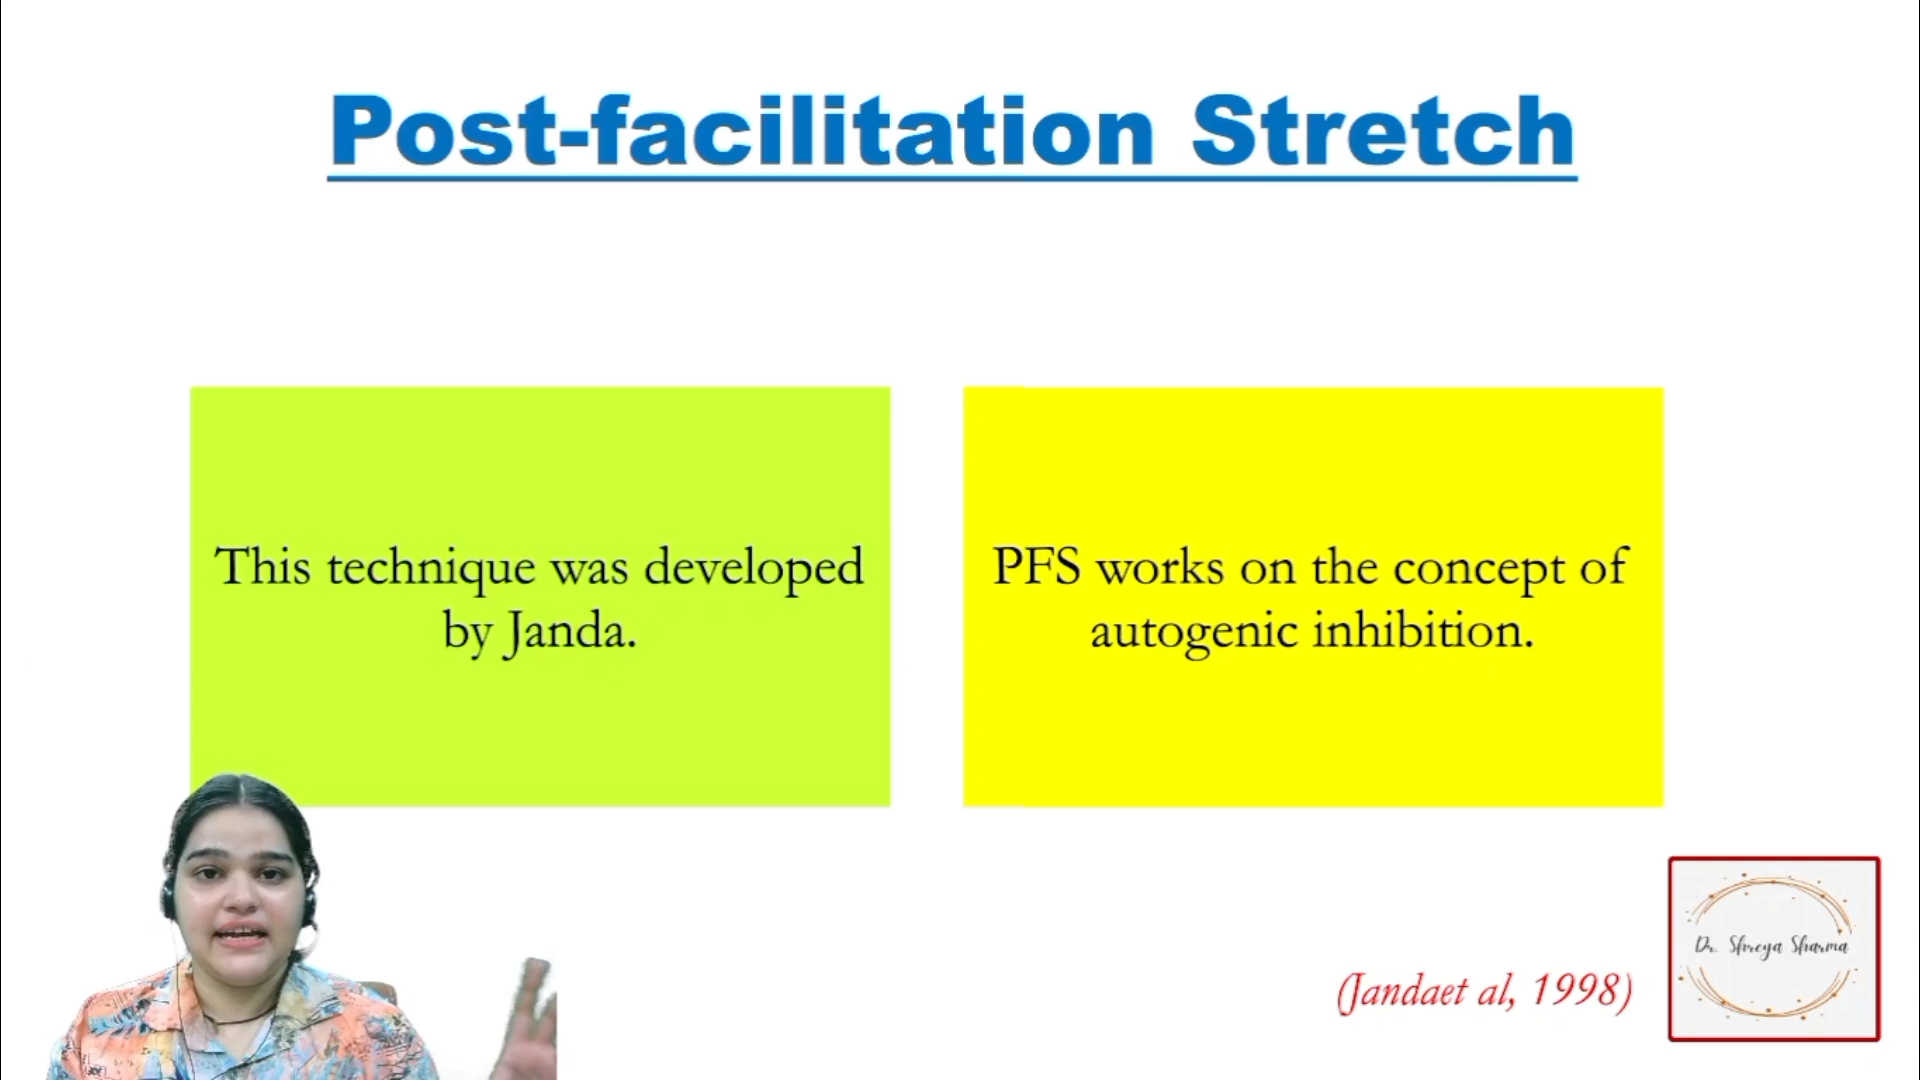 Post-facilitation Stretch
This technique was developed
by Janda.
PFS works on the concept of
autogenic inhibition.
(Jandaet al, 1998)
Dr. Shreya Sharma